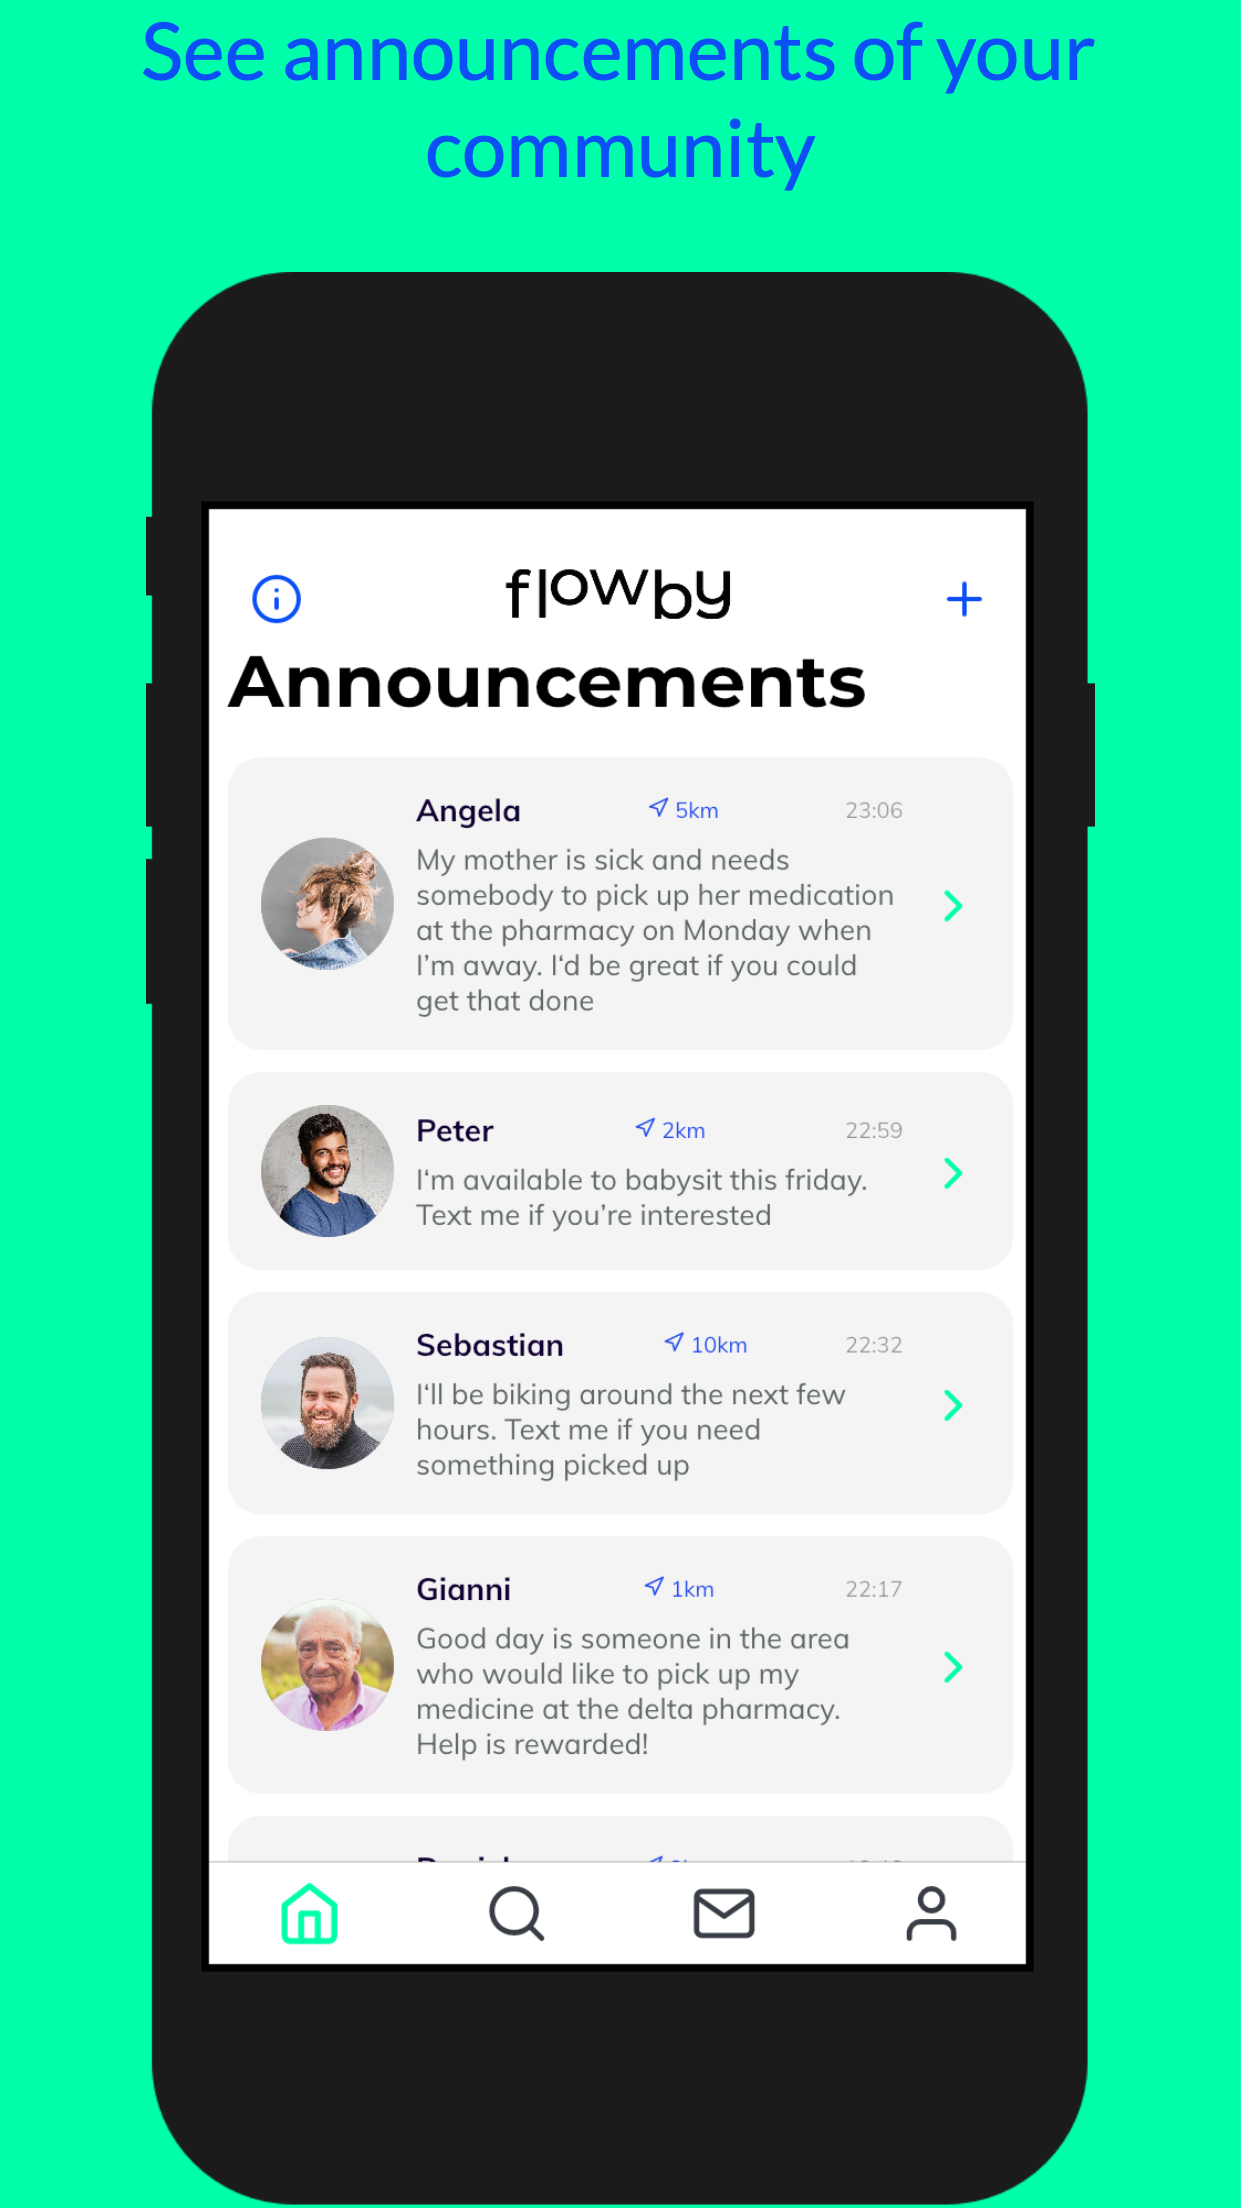 See announcements of your
community
flowby
Announcements
Angela 5km 23:06
My mother is sick and needs
somebody to pick up her medication
at the pharmacy on Monday when
I’m away. I‘d be great if you could
get that done
Peter 2km 22:59
I‘m available to babysit this friday.
Text me if you’re interested
Sebastian 10km 22:32
I‘ll be biking around the next few
hours. Text me if you need
something picked up
Gianni 1km 22:17
Good day is someone in the area
who would like to pick up my
medicine at the delta pharmacy.
Help is rewarded!